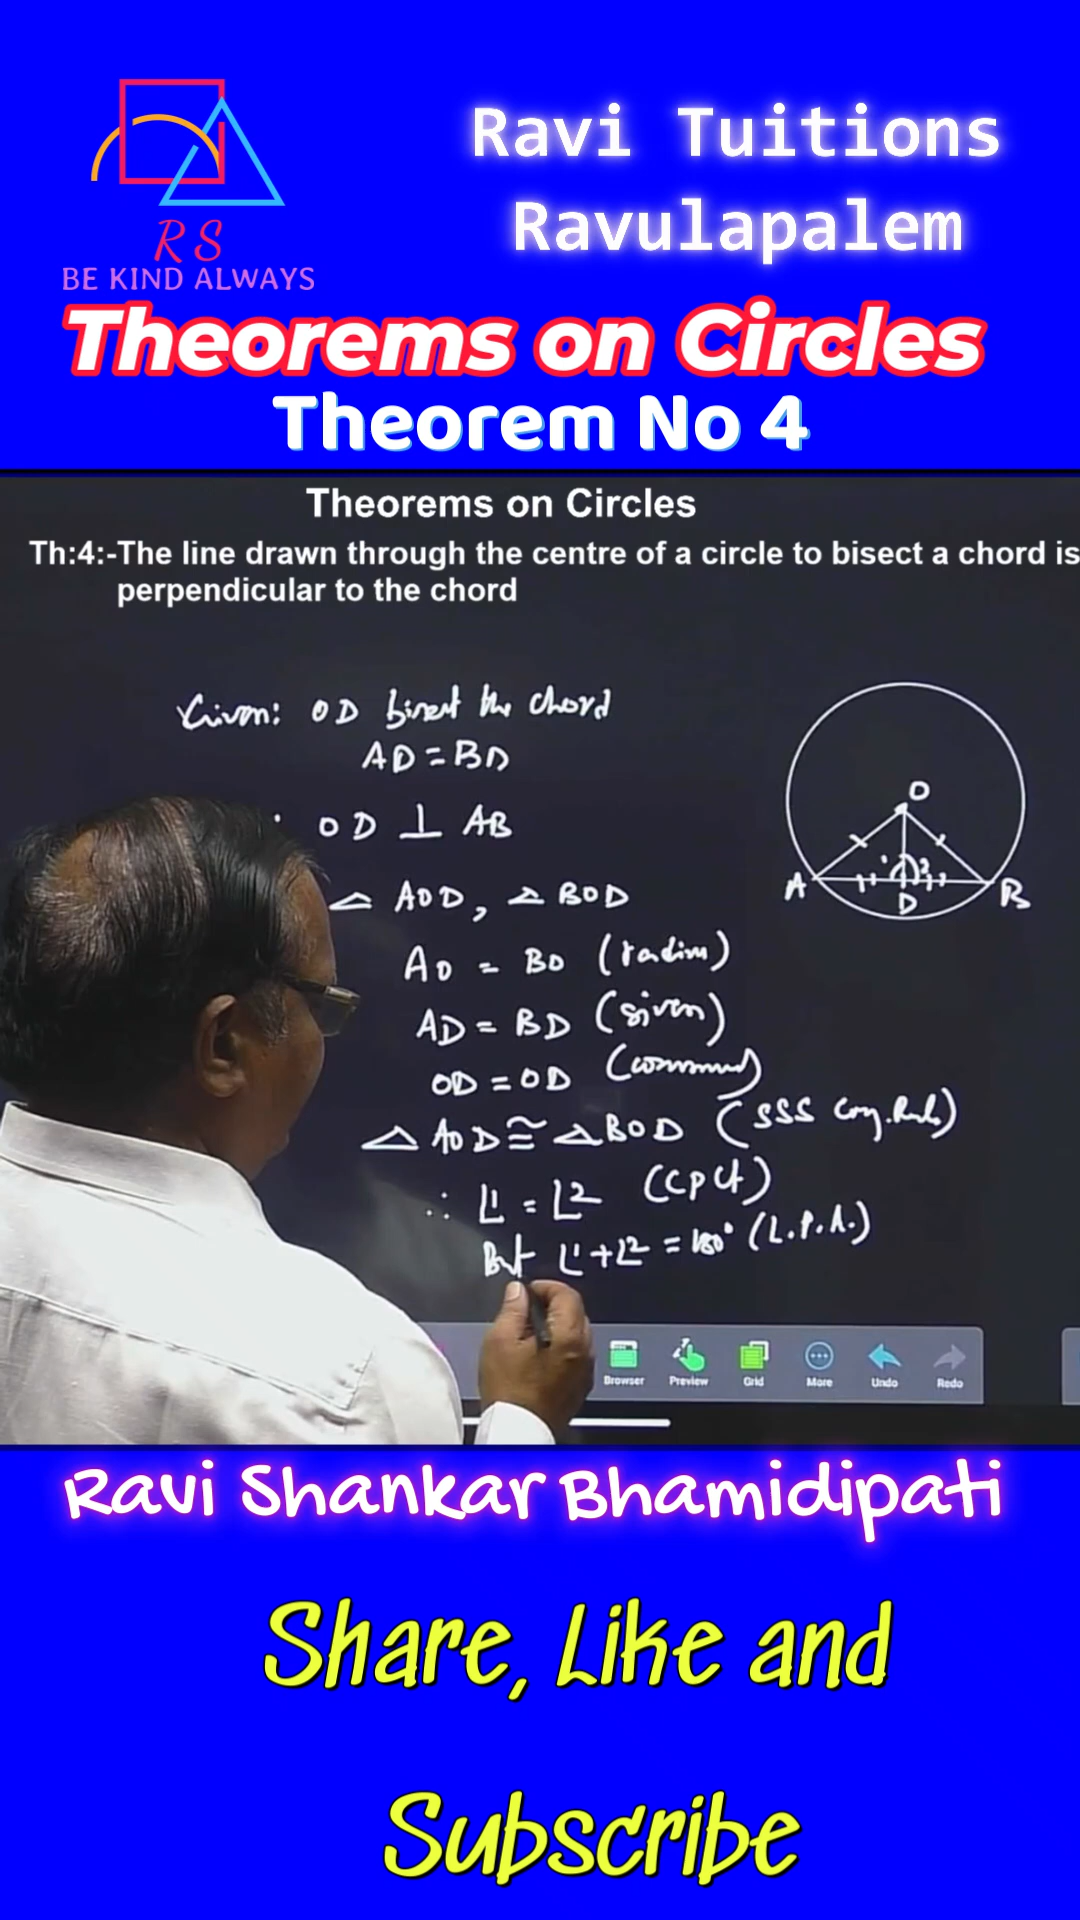 Ravi Tuitions
Ravulapalem
RS
BE KIND ALWAYS
Theorems on Circles
Theorem No 4
Theorems on Circles
Th:4:-The line drawn through the centre of a circle to bisect a chord is
perpendicular to the chord
Given: OD bisect the chord
AD = BD
: OD ⊥ AB
△ AOD, △ BOD
AO = BO (radius)
AD = BD (given)
OD = OD (common)
△ AOD ≅ △ BOD (SSS Cong. Rule)
∴ ∠1 = ∠2 (CPCT)
But ∠1 + ∠2 = 180° (L.P.A.)
O
1 2
A D B
Browser Preview Grid More Undo Redo
Ravi Shankar Bhamidipati
Share, Like and
Subscribe